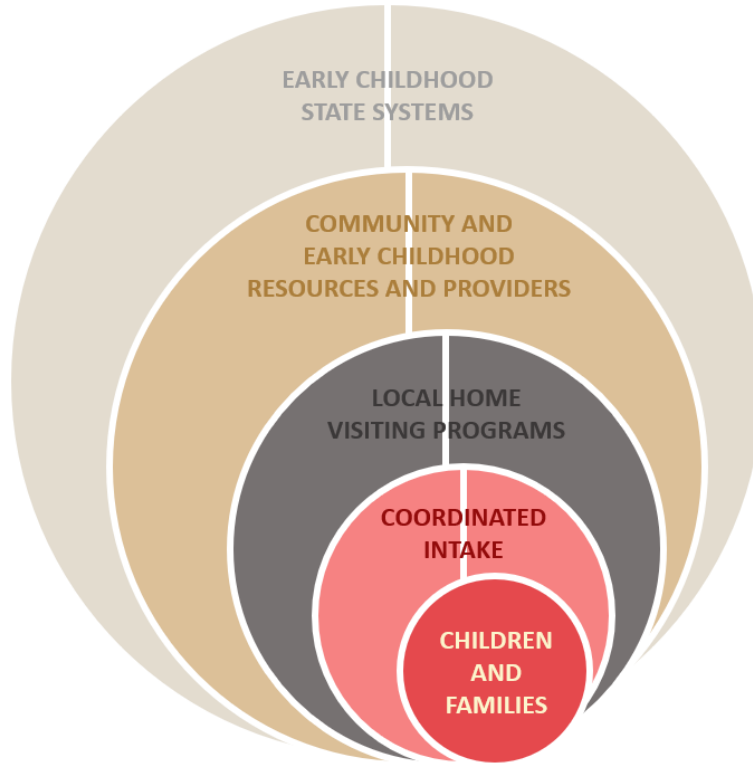 EARLY CHILDHOOD
STATE SYSTEMS
COMMUNITY AND
EARLY CHILDHOOD
RESOURCES AND PROVIDERS
LOCAL HOME
VISITING PROGRAMS
COORDINATED
INTAKE
CHILDREN
AND
FAMILIES